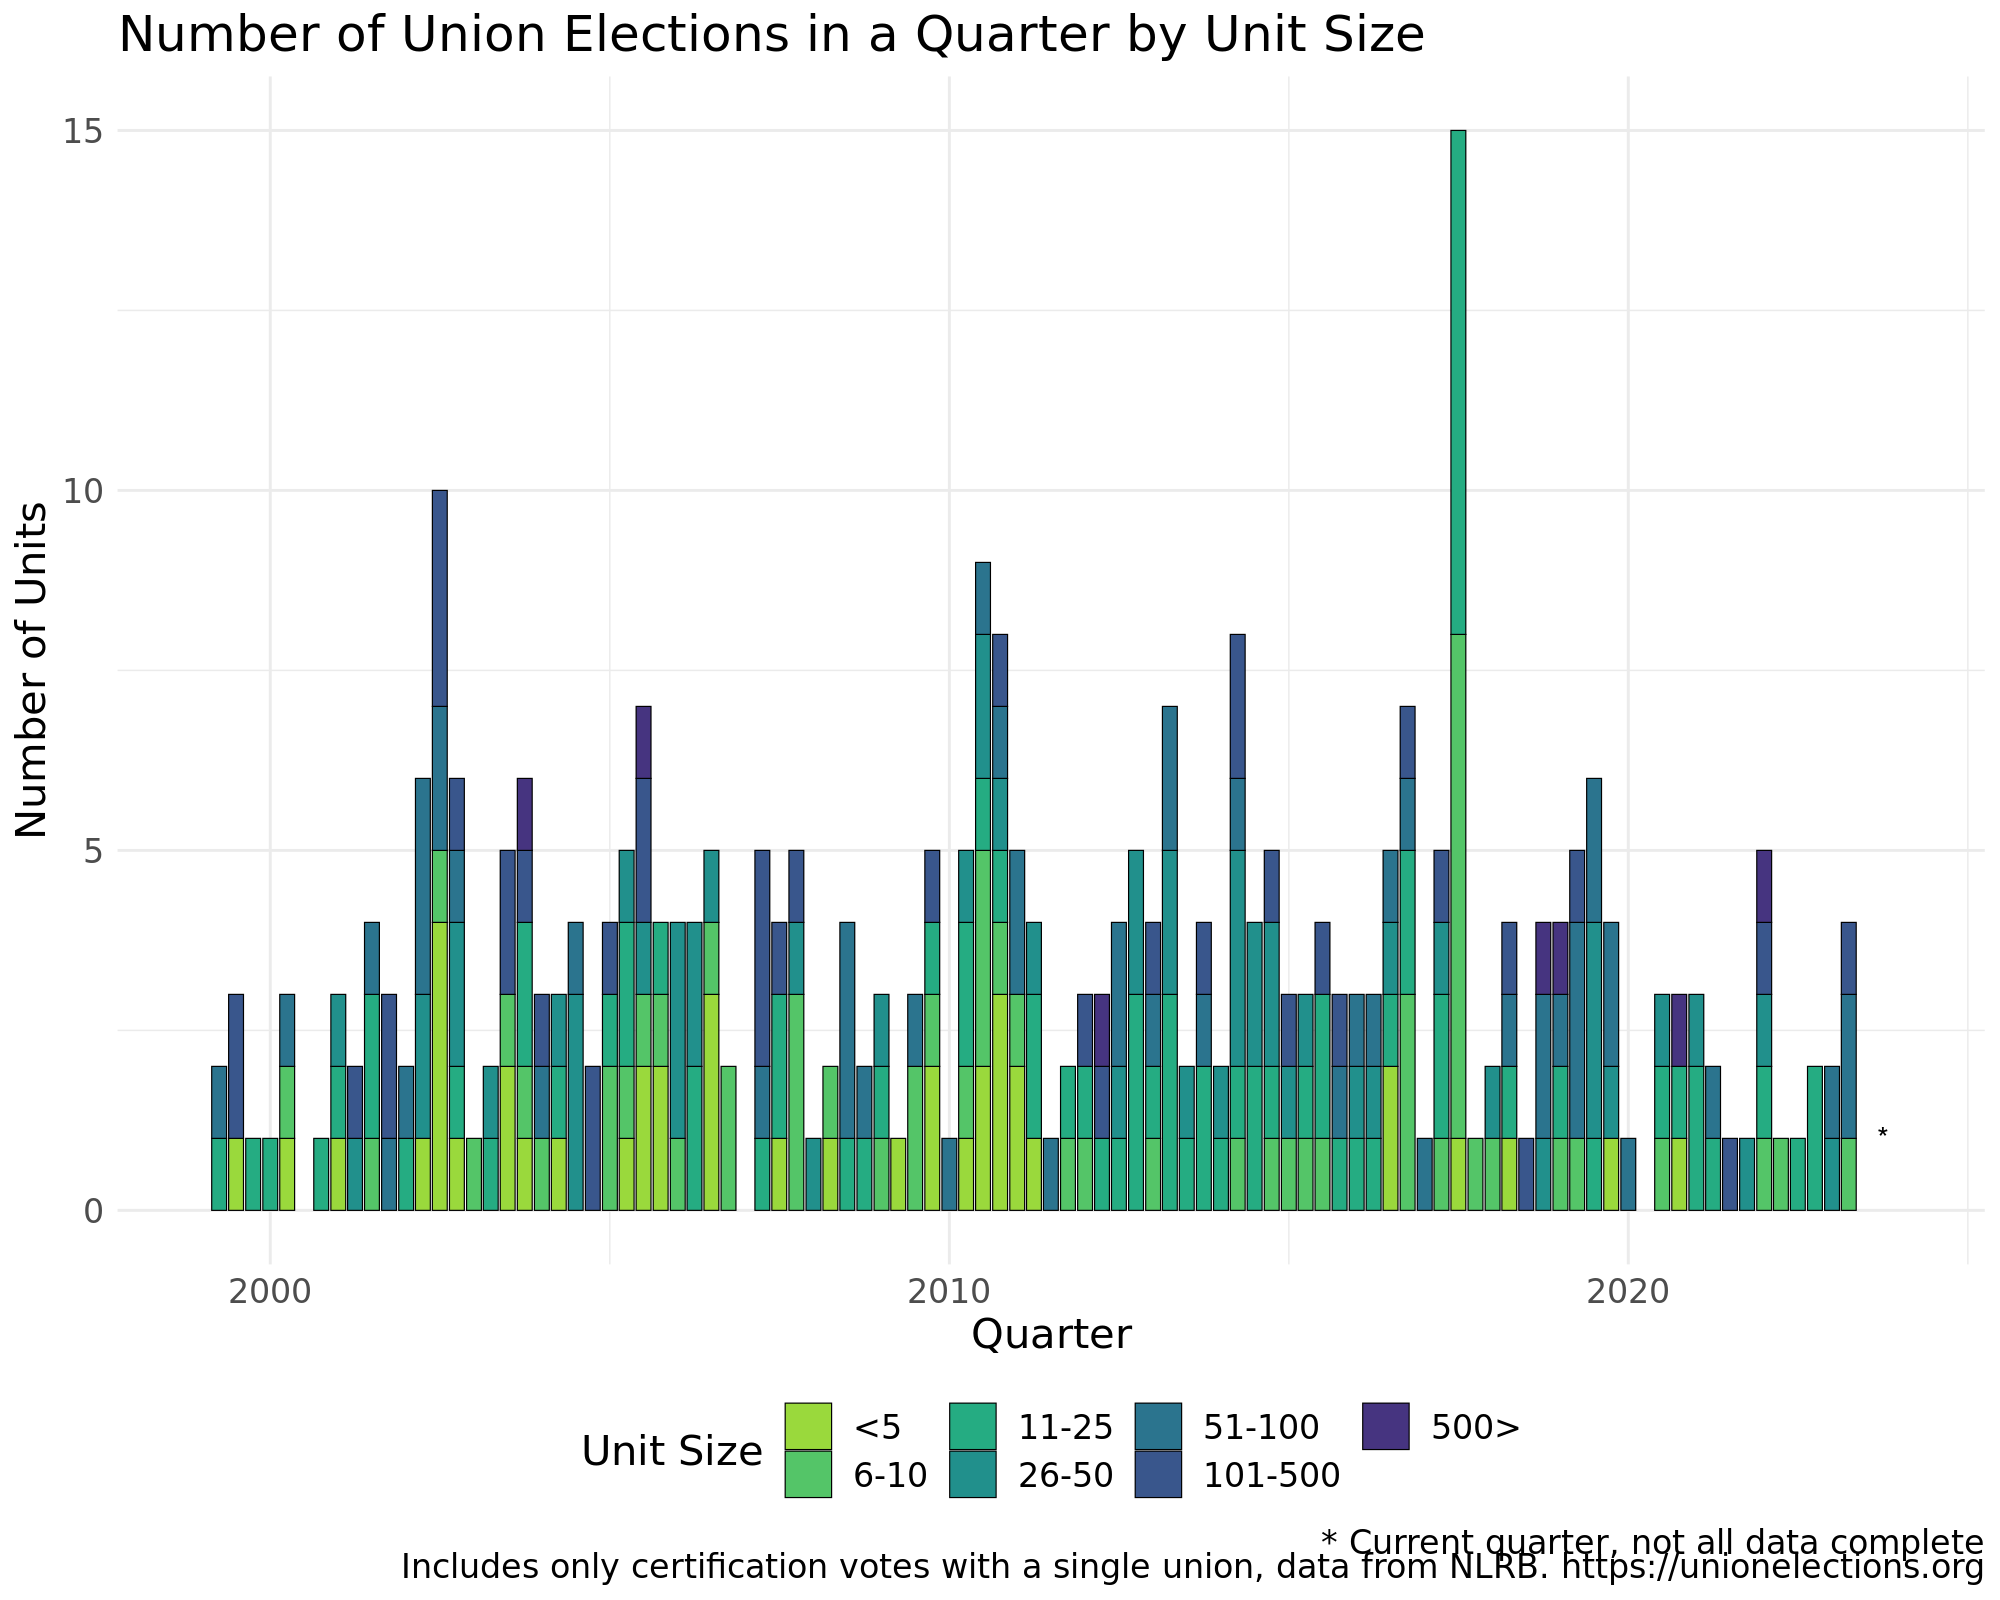 Number of Union Elections in a Quarter by Unit Size
Number of Units
15
10
5
0
*
2000 2010 2020
Quarter
Unit Size
<5 11-25 51-100 500>
6-10 26-50 101-500
* Current quarter, not all data complete
Includes only certification votes with a single union, data from NLRB. https://unionelections.org